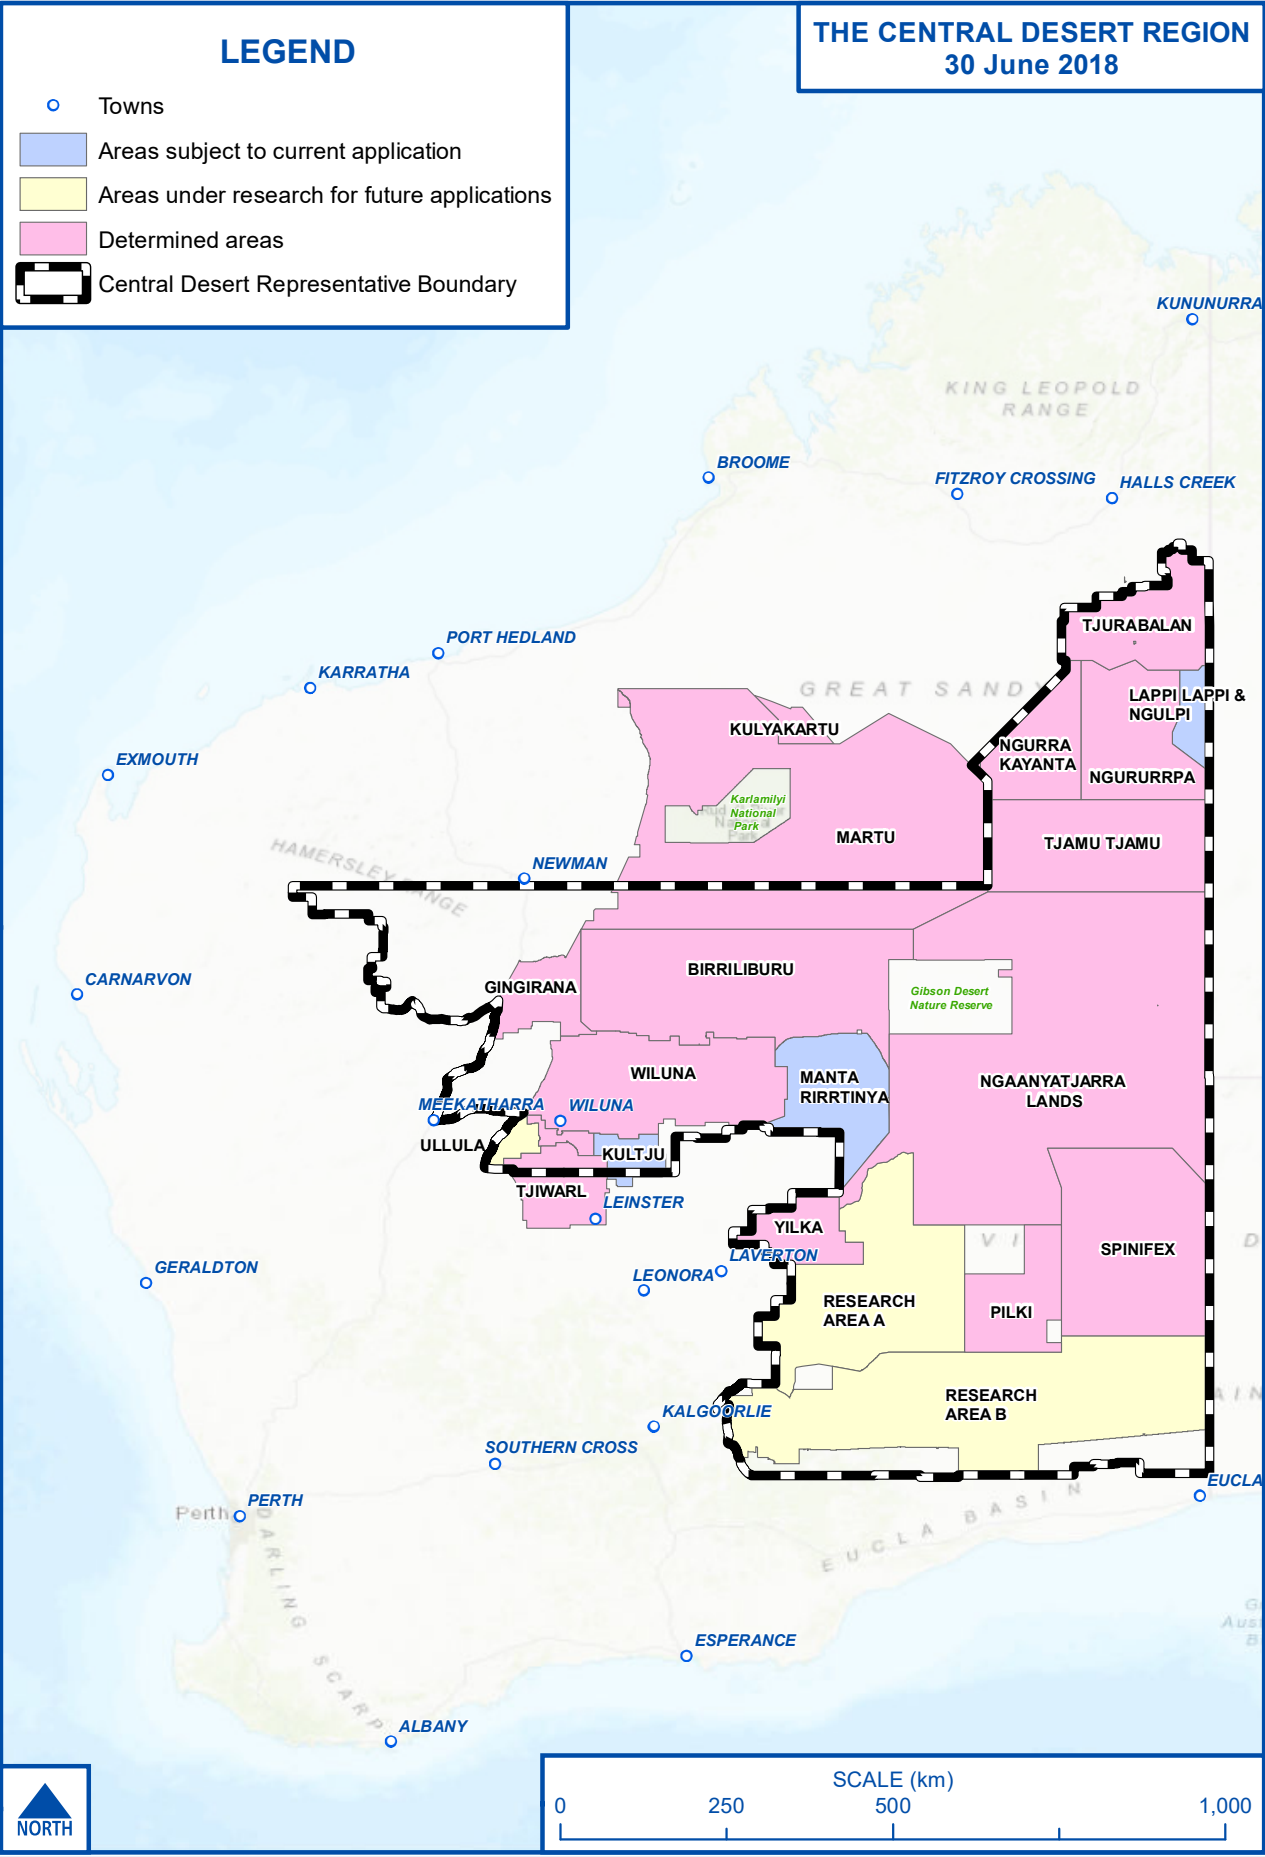 LEGEND
Towns
Areas subject to current application
Areas under research for future applications
Determined areas
Central Desert Representative Boundary
THE CENTRAL DESERT REGION
30 June 2018
KUNUNURRA
KING LEOPOLD
RANGE
BROOME
FITZROY CROSSING
HALLS CREEK
TJURABALAN
PORT HEDLAND
KARRATHA
GREAT SANDY
LAPPI LAPPI &
NGULPI
KULYAKARTU
NGURRA
KAYANTA
EXMOUTH
NGURURRPA
Karlamilyi
National
Park
MARTU
TJAMU TJAMU
HAMERSLEY RANGE
NEWMAN
BIRRILIBURU
CARNARVON
GINGIRANA
Gibson Desert
Nature Reserve
WILUNA
MANTA
RIRRTINYA
NGAANYATJARRA
LANDS
MEEKATHARRA
WILUNA
ULLULA
KULTJU
TJIWARL
LEINSTER
YILKA
V I
D
SPINIFEX
LAVERTON
GERALDTON
LEONORA
RESEARCH
AREA A
PILKI
RESEARCH
AREA B
AIN
KALGOORLIE
SOUTHERN CROSS
EUCLA
PERTH
Perth
EUCLA BASIN
DARLING SCARP
ESPERANCE
ALBANY
NORTH
SCALE (km)
0 250 500 1,000